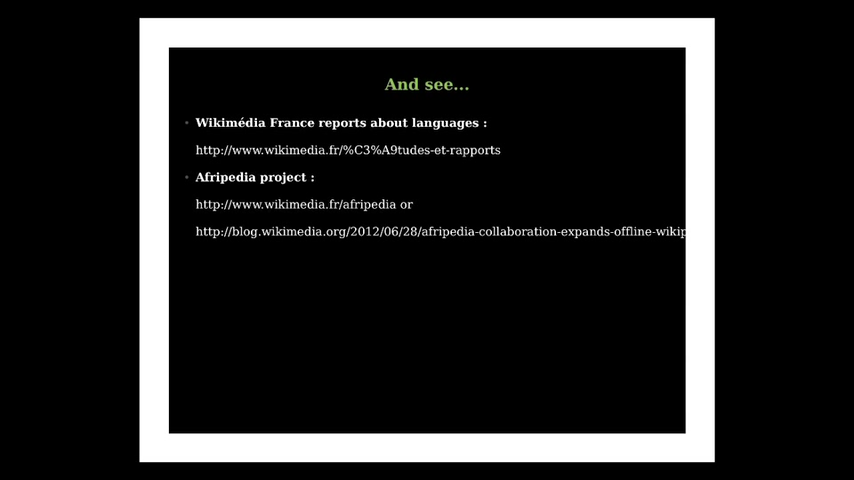 And see...
• Wikimédia France reports about languages :
http://www.wikimedia.fr/%C3%A9tudes-et-rapports
• Afripedia project :
http://www.wikimedia.fr/afripedia or
http://blog.wikimedia.org/2012/06/28/afripedia-collaboration-expands-offline-wikip